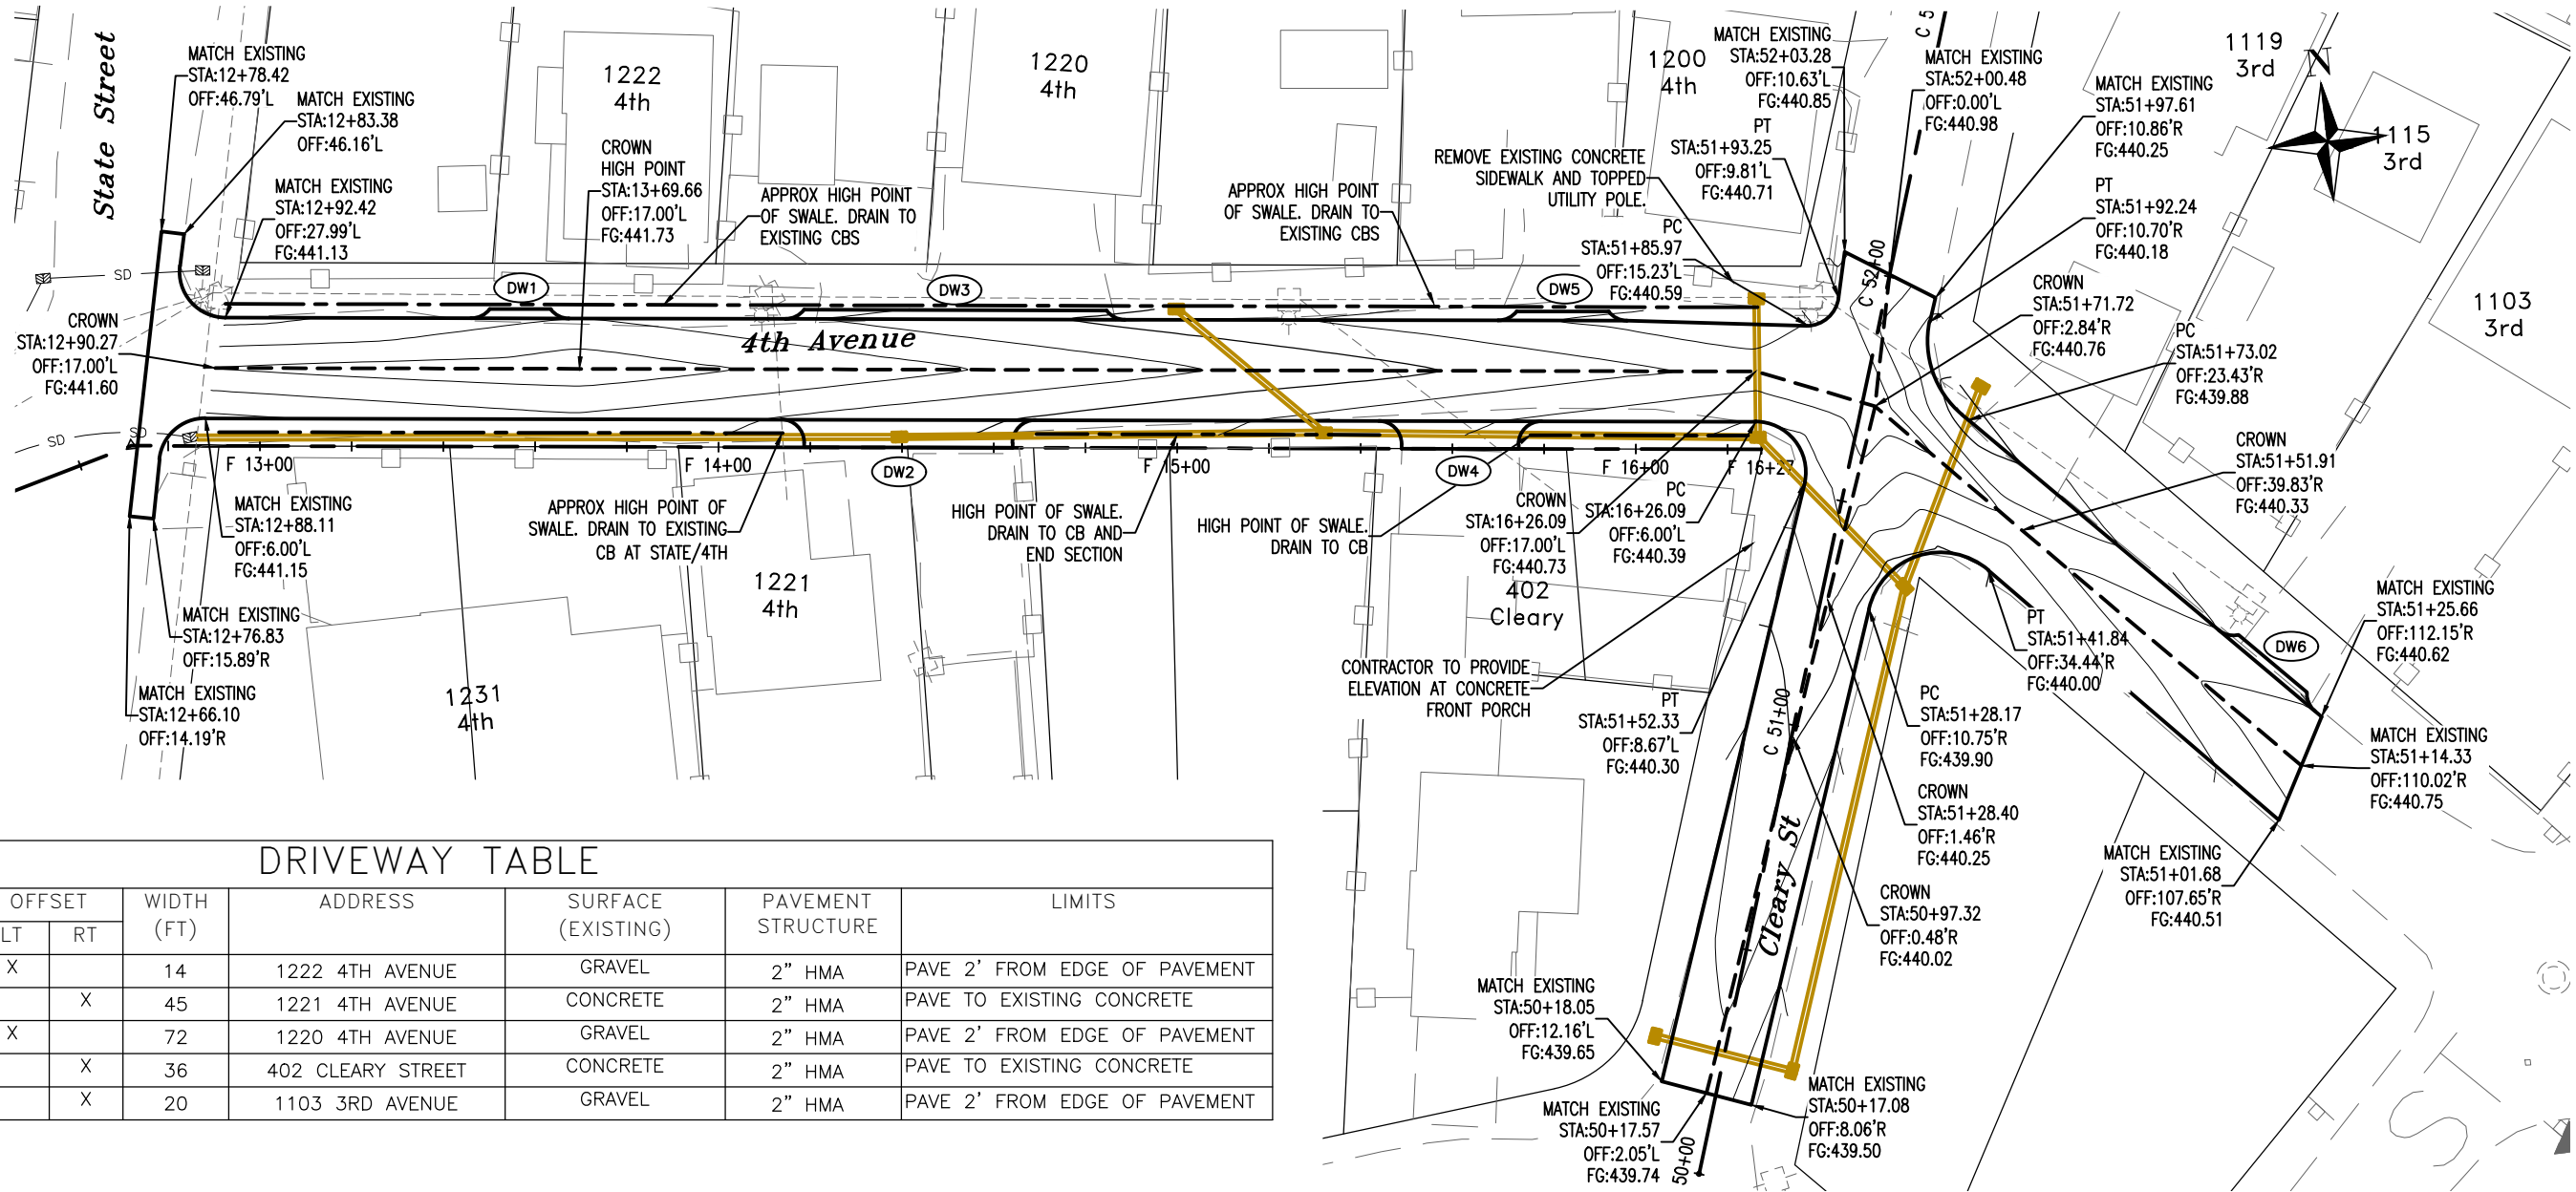 State Street
MATCH EXISTING
STA:12+78.42
OFF:46.79'L
MATCH EXISTING
STA:12+83.38
OFF:46.16'L
MATCH EXISTING
STA:12+92.42
OFF:27.99'L
FG:441.13
1222
4th
CROWN
HIGH POINT
STA:13+69.66
OFF:17.00'L
FG:441.73
APPROX HIGH POINT
OF SWALE. DRAIN TO
EXISTING CBS
1220
4th
APPROX HIGH POINT
OF SWALE. DRAIN TO
EXISTING CBS
REMOVE EXISTING CONCRETE
SIDEWALK AND TOPPED
UTILITY POLE.
1200
4th
MATCH EXISTING
STA:52+03.28
OFF:10.63'L
FG:440.85
PT
STA:51+93.25
OFF:9.81'L
FG:440.71
PC
STA:51+85.97
OFF:15.23'L
FG:440.59
C 5
MATCH EXISTING
STA:52+00.48
OFF:0.00'L
FG:440.98
MATCH EXISTING
STA:51+97.61
OFF:10.86'R
FG:440.25
PT
STA:51+92.24
OFF:10.70'R
FG:440.18
CROWN
STA:51+71.72
OFF:2.84'R
FG:440.76
PC
STA:51+73.02
OFF:23.43'R
FG:439.88
CROWN
STA:51+51.91
OFF:39.83'R
FG:440.33
1119
3rd
N
1115
3rd
1103
3rd
SD
DW1
DW3
DW5
C 52+00
CROWN
STA:12+90.27
OFF:17.00'L
FG:441.60
4th Avenue
SD
SD
F 13+00
F 14+00
DW2
F 15+00
DW4
F 16+00
F 16+27
MATCH EXISTING
STA:12+88.11
OFF:6.00'L
FG:441.15
MATCH EXISTING
STA:12+76.83
OFF:15.89'R
MATCH EXISTING
STA:12+66.10
OFF:14.19'R
APPROX HIGH POINT OF
SWALE. DRAIN TO EXISTING
CB AT STATE/4TH
1231
4th
1221
4th
HIGH POINT OF SWALE.
DRAIN TO CB AND
END SECTION
HIGH POINT OF SWALE.
DRAIN TO CB
CROWN
STA:16+26.09
OFF:17.00'L
FG:440.73
PC
STA:16+26.09
OFF:6.00'L
FG:440.39
402
Cleary
CONTRACTOR TO PROVIDE
ELEVATION AT CONCRETE
FRONT PORCH
PT
STA:51+52.33
OFF:8.67'L
FG:440.30
C 51+00
Cleary St
PT
STA:51+41.84
OFF:34.44'R
FG:440.00
PC
STA:51+28.17
OFF:10.75'R
FG:439.90
CROWN
STA:51+28.40
OFF:1.46'R
FG:440.25
CROWN
STA:50+97.32
OFF:0.48'R
FG:440.02
DW6
MATCH EXISTING
STA:51+25.66
OFF:112.15'R
FG:440.62
MATCH EXISTING
STA:51+14.33
OFF:110.02'R
FG:440.75
MATCH EXISTING
STA:51+01.68
OFF:107.65'R
FG:440.51
MATCH EXISTING
STA:50+18.05
OFF:12.16'L
FG:439.65
MATCH EXISTING
STA:50+17.57
OFF:2.05'L
FG:439.74
50+00
MATCH EXISTING
STA:50+17.08
OFF:8.06'R
FG:439.50
S
DRIVEWAY TABLE
OFFSET WIDTH (FT) ADDRESS SURFACE (EXISTING) PAVEMENT STRUCTURE LIMITS
LT RT
X 14 1222 4TH AVENUE GRAVEL 2" HMA PAVE 2' FROM EDGE OF PAVEMENT
X 45 1221 4TH AVENUE CONCRETE 2" HMA PAVE TO EXISTING CONCRETE
X 72 1220 4TH AVENUE GRAVEL 2" HMA PAVE 2' FROM EDGE OF PAVEMENT
X 36 402 CLEARY STREET CONCRETE 2" HMA PAVE TO EXISTING CONCRETE
X 20 1103 3RD AVENUE GRAVEL 2" HMA PAVE 2' FROM EDGE OF PAVEMENT